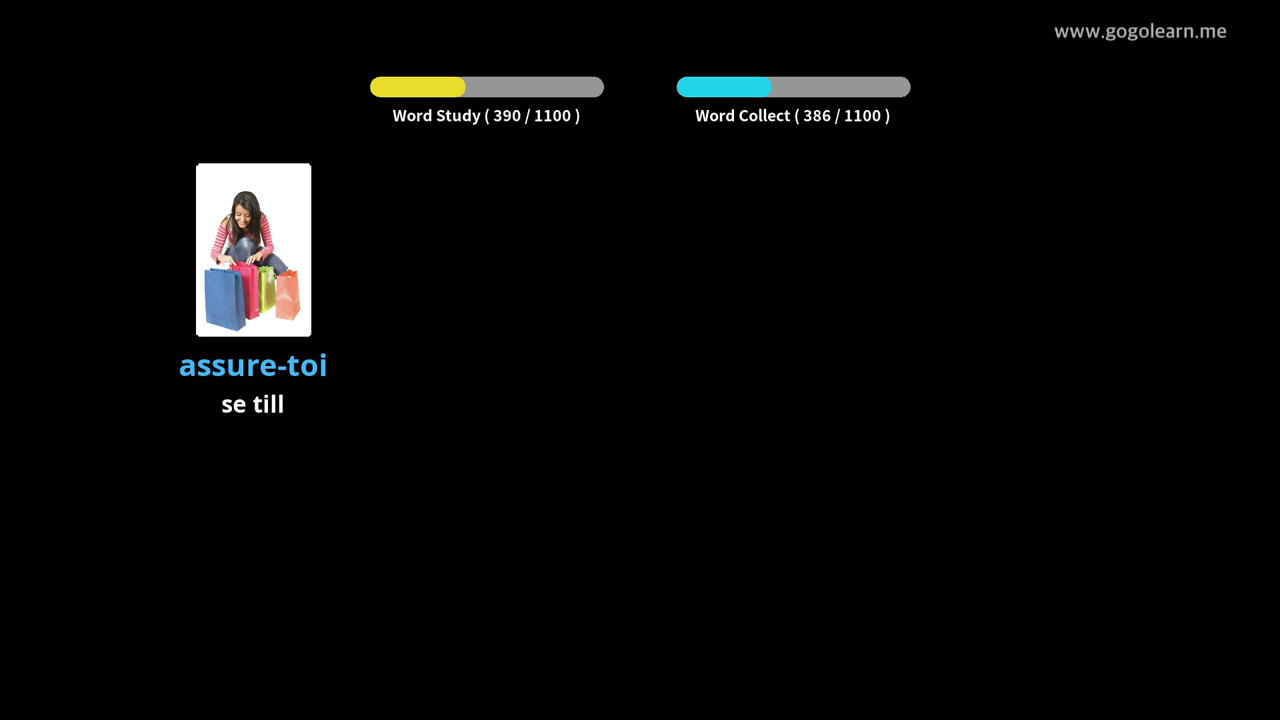 www.gogolearn.me
Word Study ( 390 / 1100 )
Word Collect ( 386 / 1100 )
assure-toi
se till